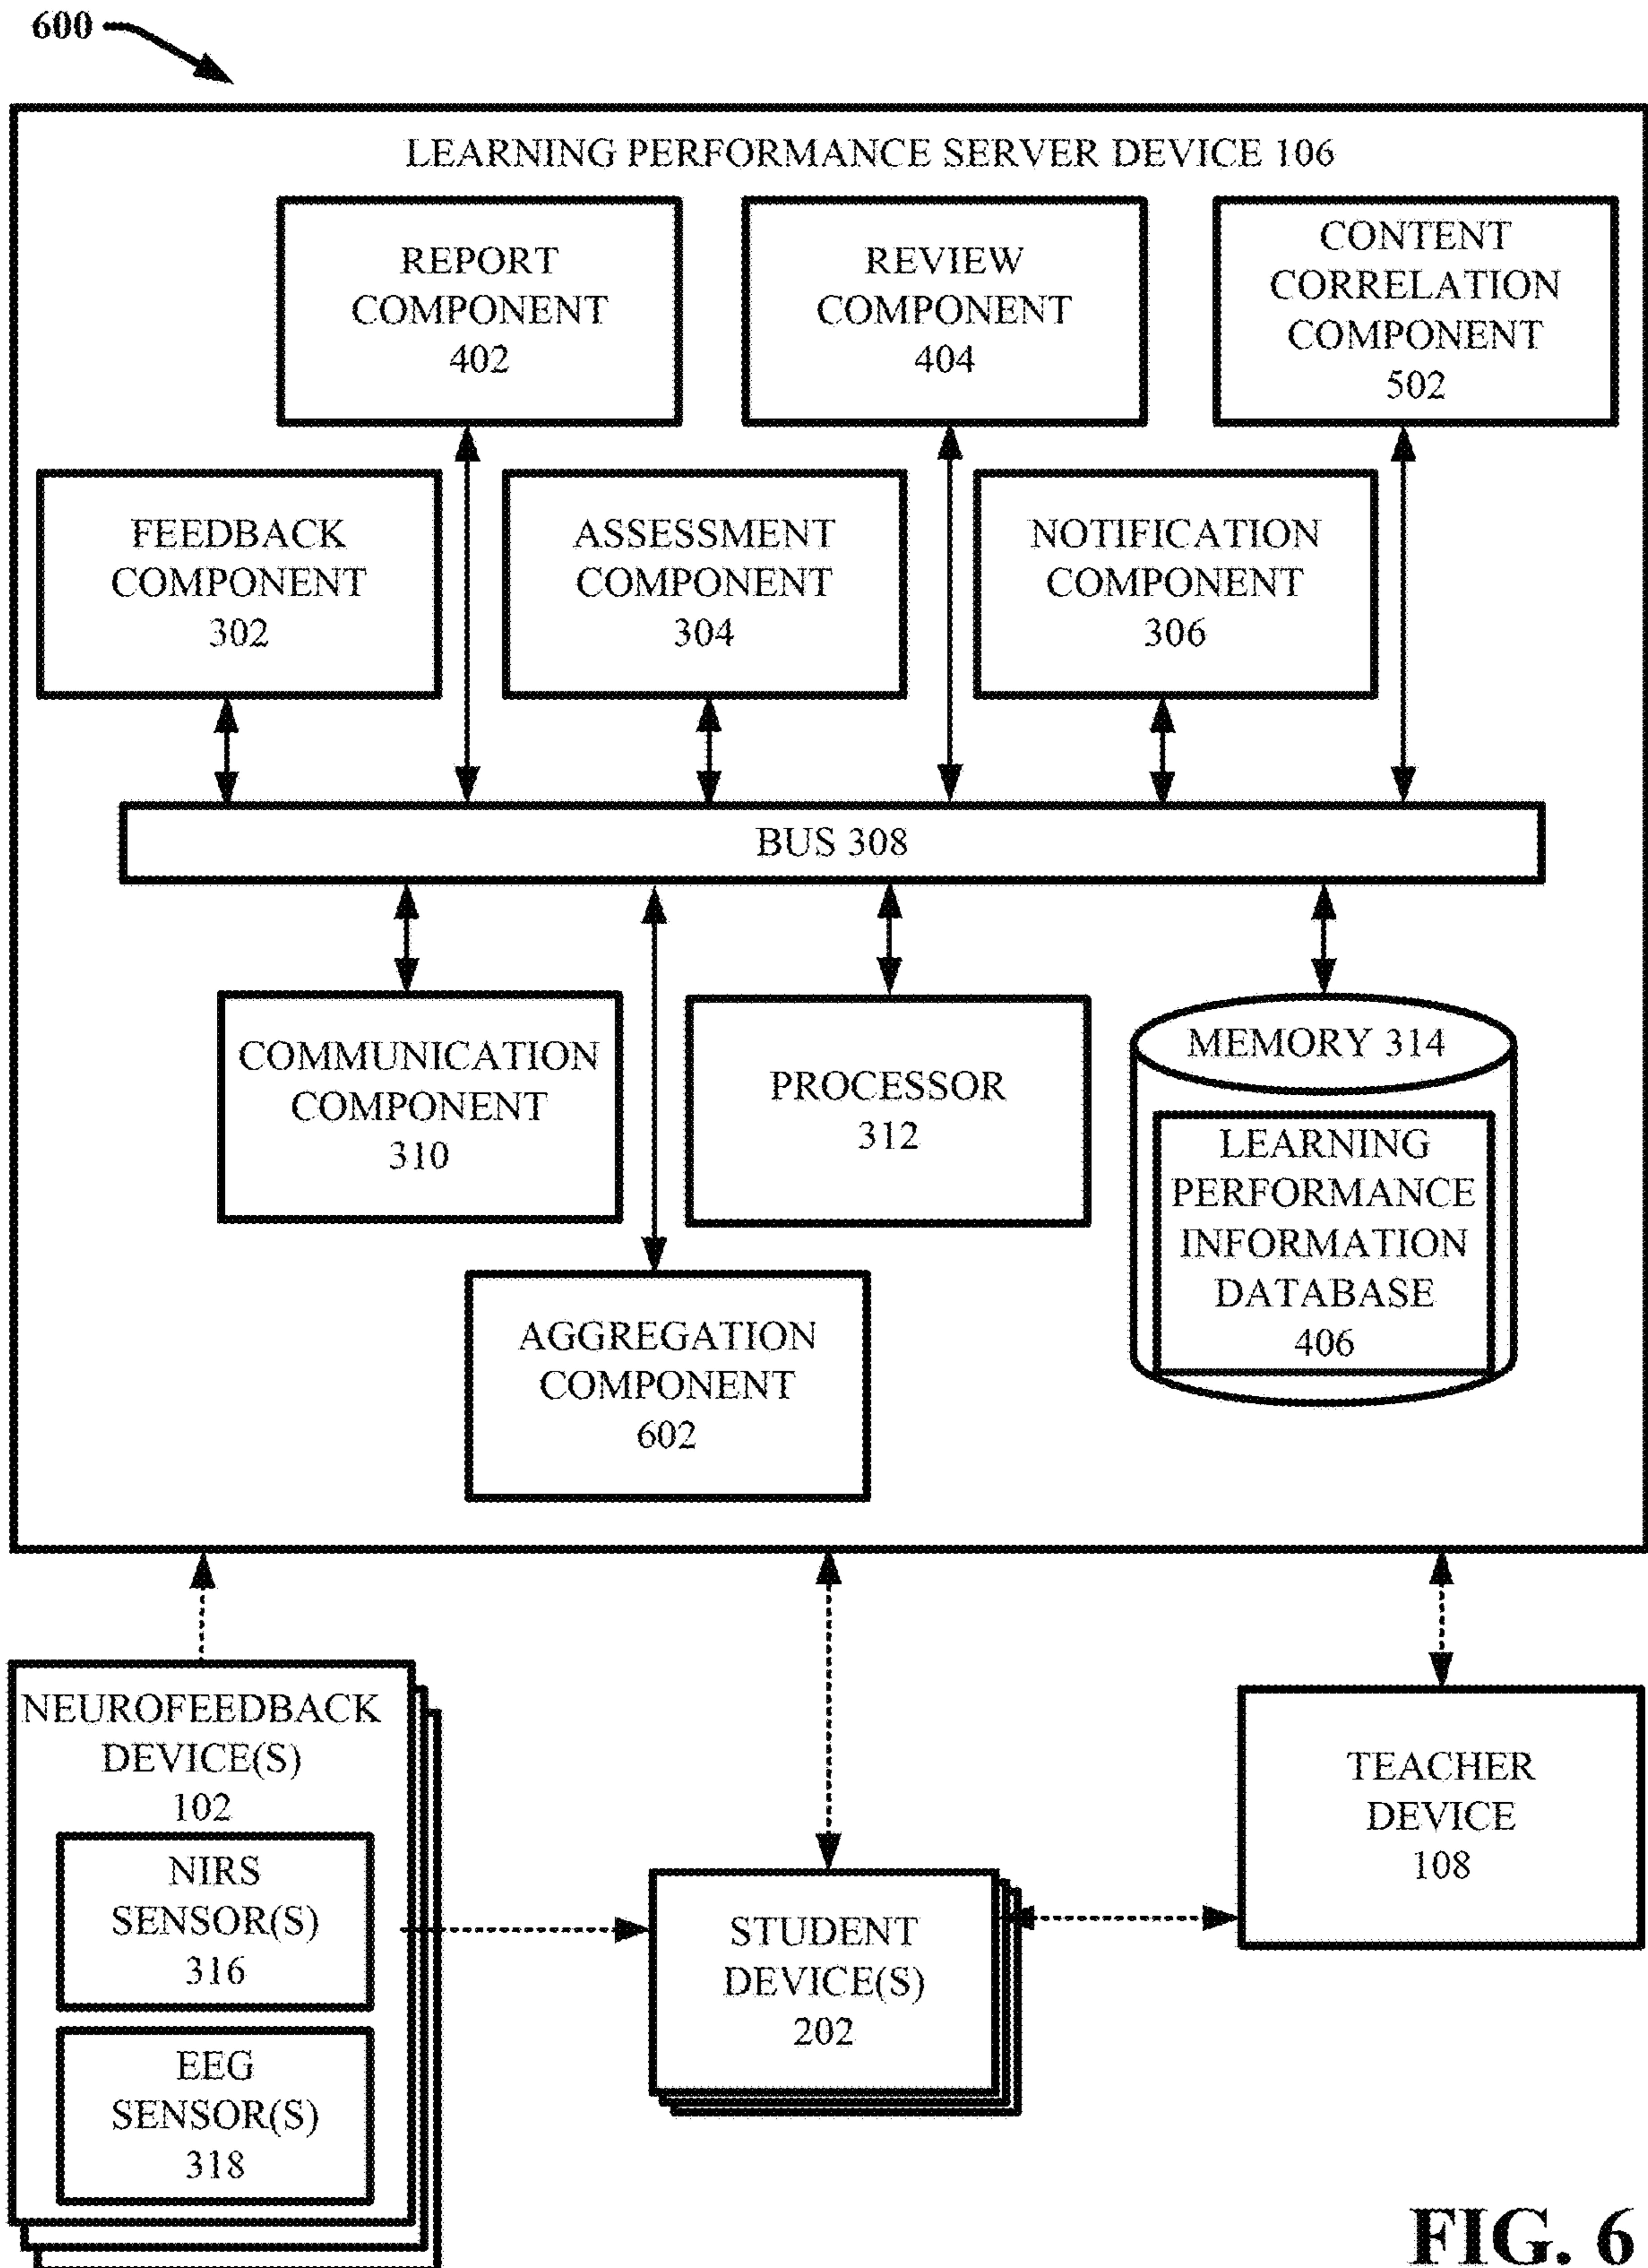 600
LEARNING PERFORMANCE SERVER DEVICE 106
REPORT
COMPONENT
402
REVIEW
COMPONENT
404
CONTENT
CORRELATION
COMPONENT
502
FEEDBACK
COMPONENT
302
ASSESSMENT
COMPONENT
304
NOTIFICATION
COMPONENT
306
BUS 308
COMMUNICATION
COMPONENT
310
PROCESSOR
312
MEMORY 314
LEARNING
PERFORMANCE
INFORMATION
DATABASE
406
AGGREGATION
COMPONENT
602
NEUROFEEDBACK
DEVICE(S)
102
NIRS
SENSOR(S)
316
EEG
SENSOR(S)
318
STUDENT
DEVICE(S)
202
TEACHER
DEVICE
108
FIG. 6